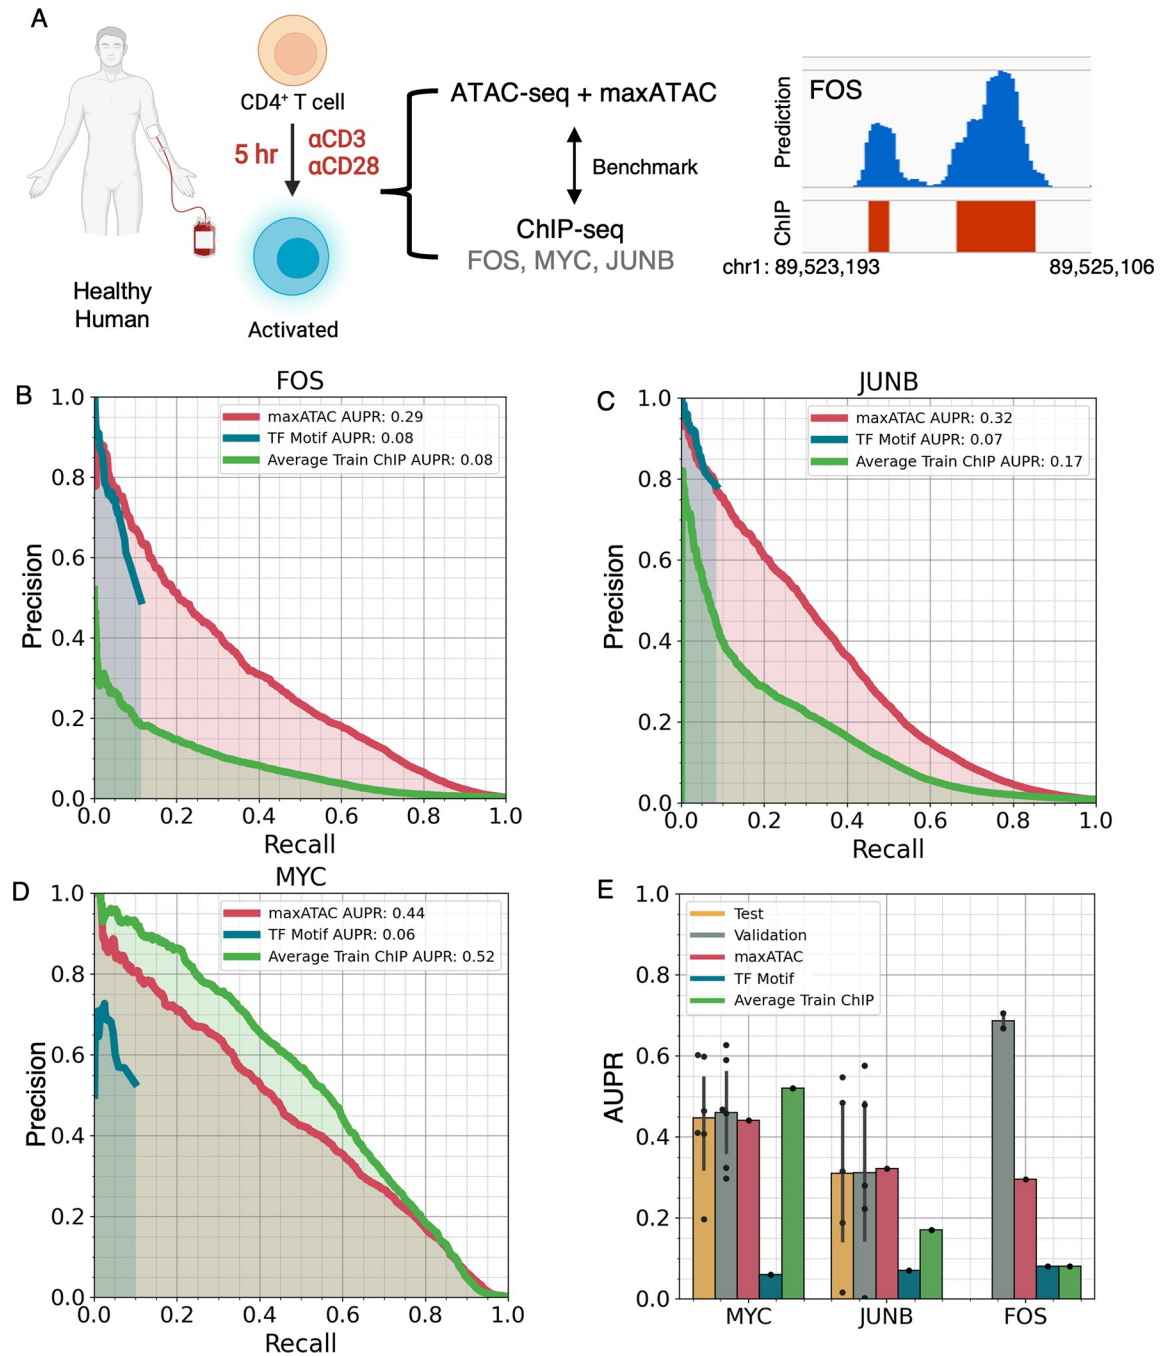 A
CD4+ T cell
5 hr
αCD3
αCD28
Healthy
Human
Activated
ATAC-seq + maxATAC
Benchmark
ChIP-seq
FOS, MYC, JUNB
Prediction
FOS
ChIP
chr1: 89,523,193
89,525,106
B
FOS
maxATAC AUPR: 0.29
TF Motif AUPR: 0.08
Average Train ChIP AUPR: 0.08
Precision
1.0
0.8
0.6
0.4
0.2
0.0
0.0 0.2 0.4 0.6 0.8 1.0
Recall
C
JUNB
maxATAC AUPR: 0.32
TF Motif AUPR: 0.07
Average Train ChIP AUPR: 0.17
Precision
1.0
0.8
0.6
0.4
0.2
0.0
0.0 0.2 0.4 0.6 0.8 1.0
Recall
D
MYC
maxATAC AUPR: 0.44
TF Motif AUPR: 0.06
Average Train ChIP AUPR: 0.52
Precision
1.0
0.8
0.6
0.4
0.2
0.0
0.0 0.2 0.4 0.6 0.8 1.0
Recall
E
Test
Validation
maxATAC
TF Motif
Average Train ChIP
AUPR
1.0
0.8
0.6
0.4
0.2
0.0
MYC JUNB FOS